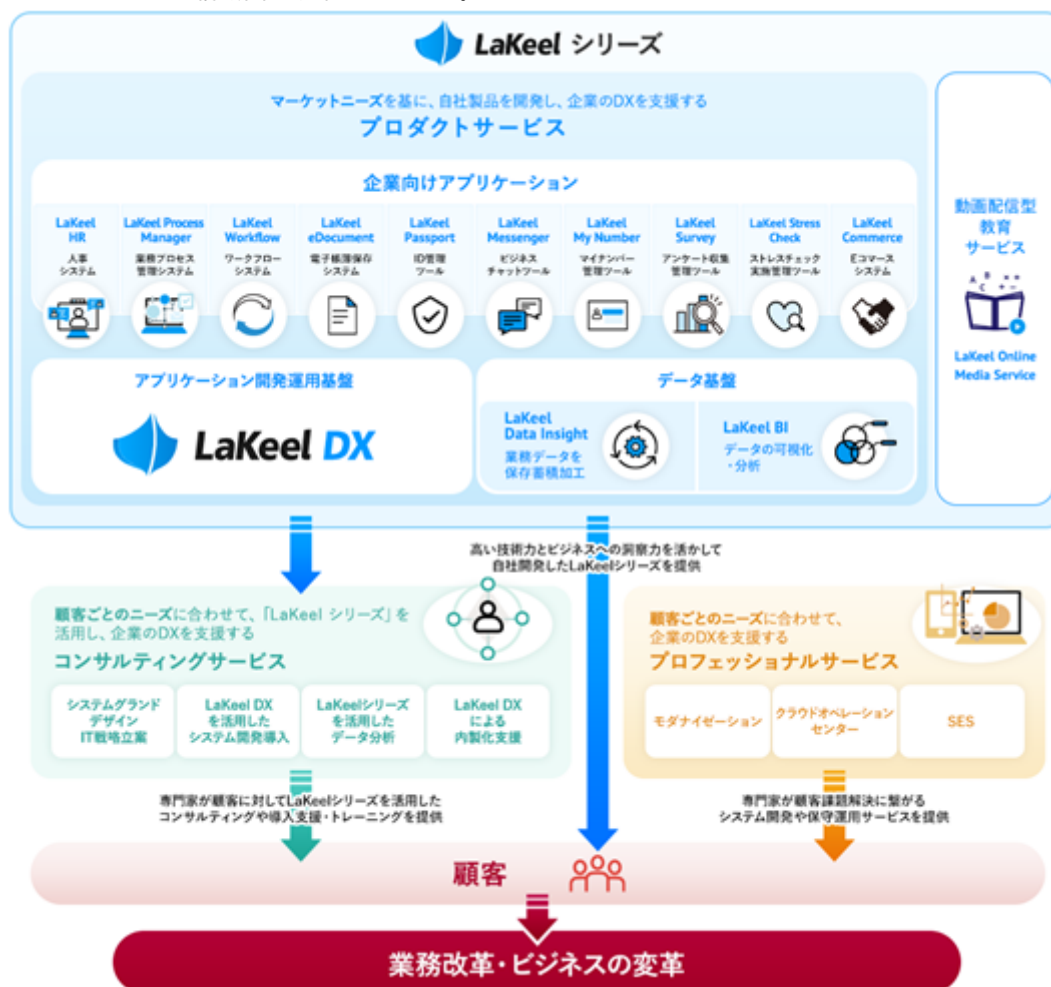 LaKeel シリーズ
マーケットニーズを基に、自社製品を開発し、企業のDXを支援する
プロダクトサービス
企業向けアプリケーション
LaKeel
HR
人事
システム
LaKeel Process
Manager
業務プロセス
管理システム
LaKeel
Workflow
ワークフロー
システム
LaKeel
eDocument
電子帳簿保存
システム
LaKeel
Passport
ID管理
ツール
LaKeel
Messenger
ビジネス
チャットツール
LaKeel
My Number
マイナンバー
管理ツール
LaKeel
Survey
アンケート収集
管理ツール
LaKeel Stress
Check
ストレスチェック
実施管理ツール
LaKeel
Commerce
Eコマース
システム
動画配信型
教育
サービス
LaKeel Online
Media Service
アプリケーション開発運用基盤
LaKeel DX
データ基盤
LaKeel
Data Insight
業務データを
保存蓄積加工
LaKeel BI
データの可視化
・分析
高い技術力とビジネスへの洞察力を活かして
自社開発したLaKeelシリーズを提供
顧客ごとのニーズに合わせて、「LaKeel シリーズ」を
活用し、企業のDXを支援する
コンサルティングサービス
システムグランド
デザイン
IT戦略立案
LaKeel DX
を活用した
システム開発導入
LaKeelシリーズ
を活用した
データ分析
LaKeel DX
による
内製化支援
顧客ごとのニーズに合わせて、
企業のDXを支援する
プロフェッショナルサービス
モダナイゼーション
クラウドオペレーション
センター
SES
専門家が顧客に対してLaKeelシリーズを活用した
コンサルティングや導入支援・トレーニングを提供
専門家が顧客課題解決に繋がる
システム開発や保守運用サービスを提供
顧客
業務改革・ビジネスの変革